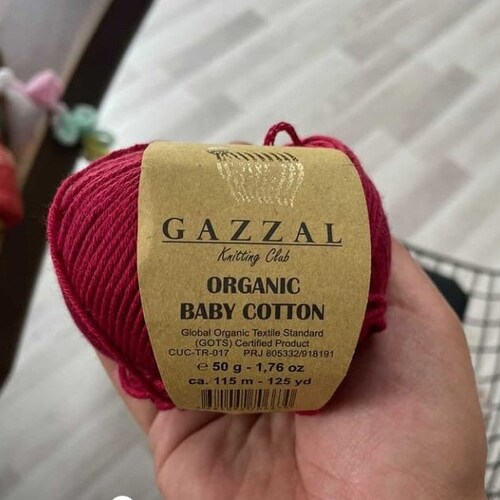 GAZZAL
Knitting Club
ORGANIC
BABY COTTON
Global Organic Textile Standard
(GOTS) Certified Product
CUC-TR-017 PRJ 805332/918191
℮ 50 g - 1,76 oz
ca. 115 m - 125 yd